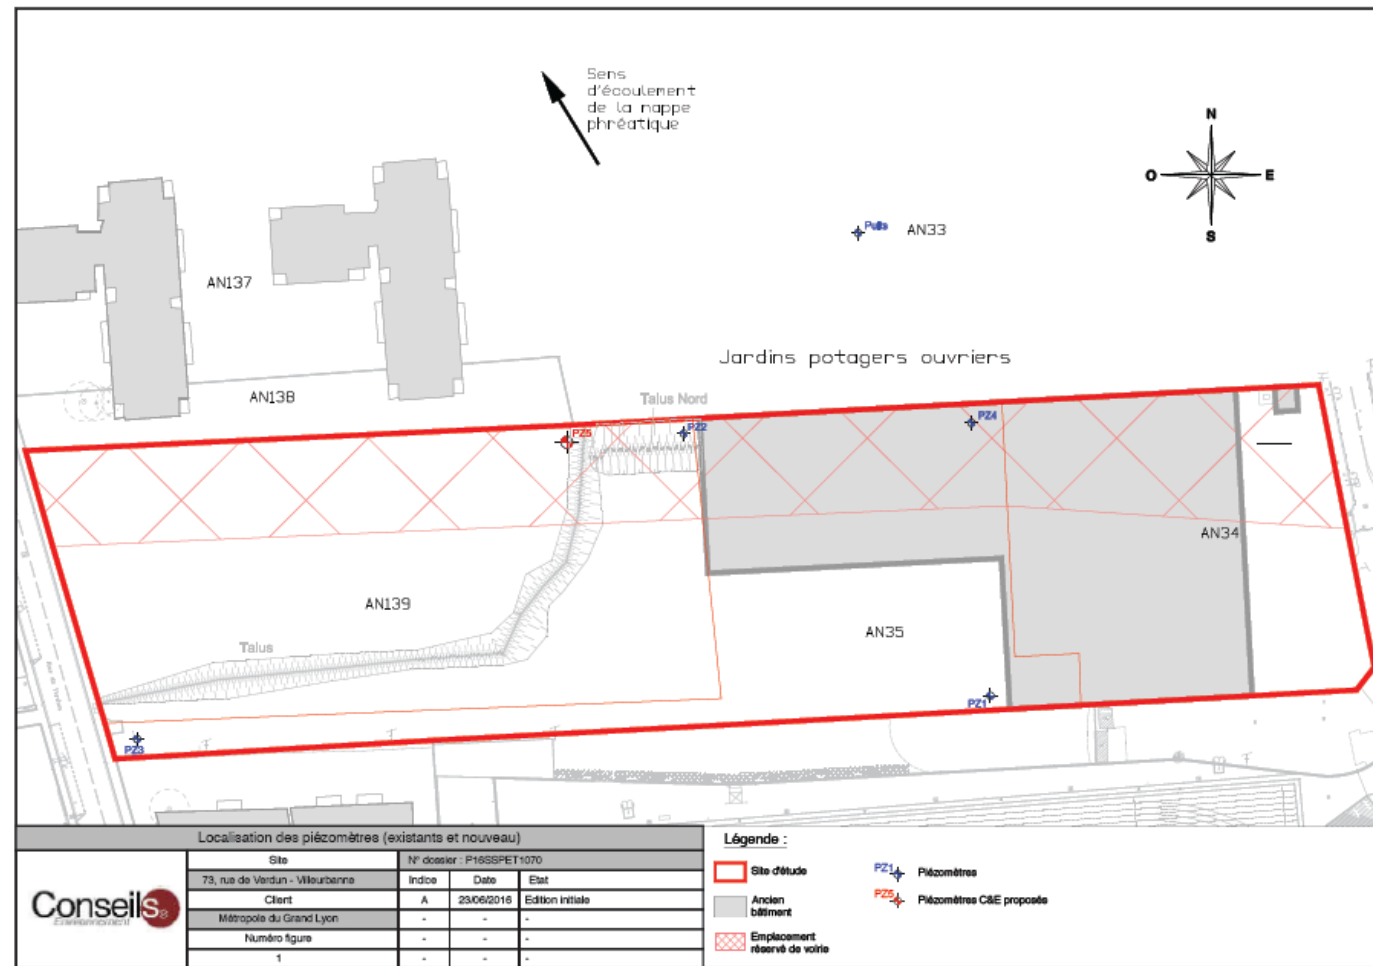 Sens
d'écoulement
de la nappe
phréatique
N
O
E
S
Puits
AN33
AN137
Jardins potagers ouvriers
AN138
Talus Nord
PZ5
PZ2
PZ4
AN34
AN139
AN35
Talus
PZ1
PZ3
Localisation des piézomètres (existants et nouveau)
Site
N° dossier : P16SSPET1070
73, rue de Verdun - Villeurbanne
Indice
Date
Etat
Client
A
23/06/2016
Edition initiale
Métropole du Grand Lyon
-
-
-
Numéro figure
-
-
-
1
-
-
-
Conseils
Environnement
Légende :
Site d'étude
Ancien
bâtiment
Emplacement
réservé de voirie
PZ1
Piézomètres
PZ5
Piézomètres C&E proposés